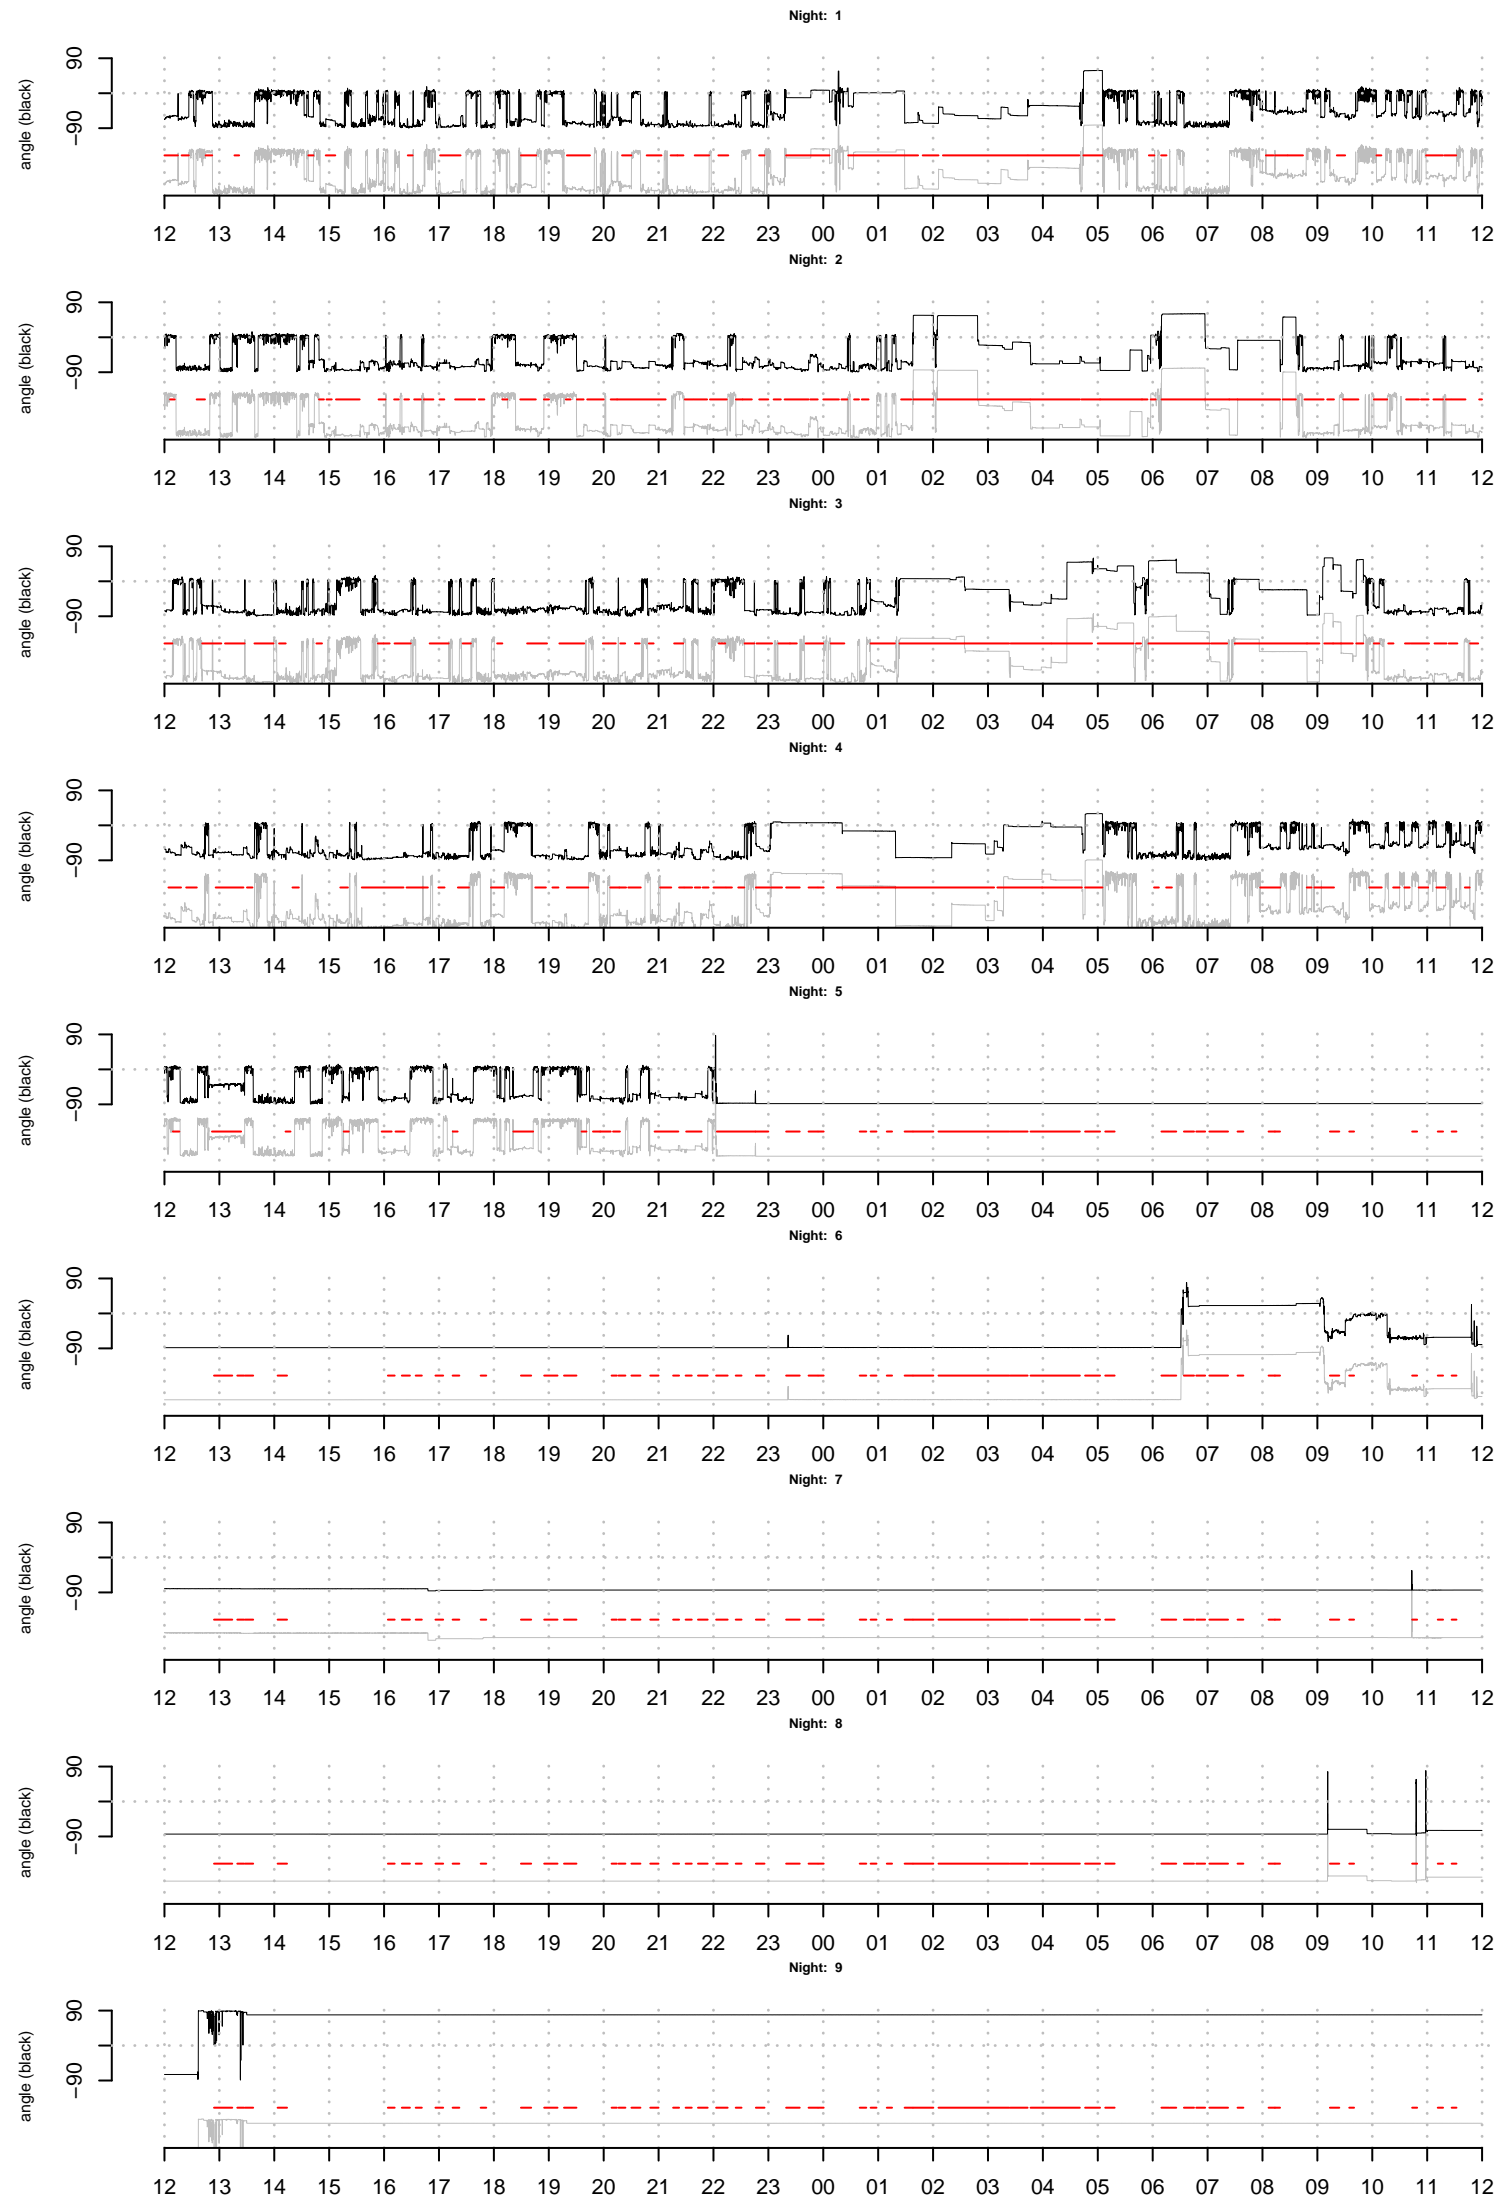 Night: 1
90
-90
angle (black)
12 13 14 15 16 17 18 19 20 21 22 23 00 01 02 03 04 05 06 07 08 09 10 11 12
Night: 2
90
-90
angle (black)
12 13 14 15 16 17 18 19 20 21 22 23 00 01 02 03 04 05 06 07 08 09 10 11 12
Night: 3
90
-90
angle (black)
12 13 14 15 16 17 18 19 20 21 22 23 00 01 02 03 04 05 06 07 08 09 10 11 12
Night: 4
90
-90
angle (black)
12 13 14 15 16 17 18 19 20 21 22 23 00 01 02 03 04 05 06 07 08 09 10 11 12
Night: 5
90
-90
angle (black)
12 13 14 15 16 17 18 19 20 21 22 23 00 01 02 03 04 05 06 07 08 09 10 11 12
Night: 6
90
-90
angle (black)
12 13 14 15 16 17 18 19 20 21 22 23 00 01 02 03 04 05 06 07 08 09 10 11 12
Night: 7
90
-90
angle (black)
12 13 14 15 16 17 18 19 20 21 22 23 00 01 02 03 04 05 06 07 08 09 10 11 12
Night: 8
90
-90
angle (black)
12 13 14 15 16 17 18 19 20 21 22 23 00 01 02 03 04 05 06 07 08 09 10 11 12
Night: 9
90
-90
angle (black)
12 13 14 15 16 17 18 19 20 21 22 23 00 01 02 03 04 05 06 07 08 09 10 11 12